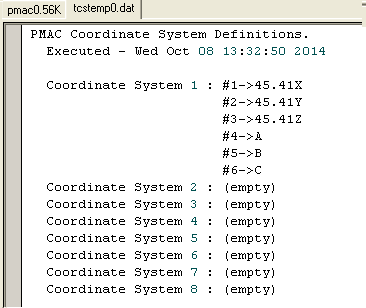 pmac0.56K tcstemp0.dat
PMAC Coordinate System Definitions.
Executed - Wed Oct 08 13:32:50 2014
Coordinate System 1 : #1->45.41X
#2->45.41Y
#3->45.41Z
#4->A
#5->B
#6->C
Coordinate System 2 : (empty)
Coordinate System 3 : (empty)
Coordinate System 4 : (empty)
Coordinate System 5 : (empty)
Coordinate System 6 : (empty)
Coordinate System 7 : (empty)
Coordinate System 8 : (empty)